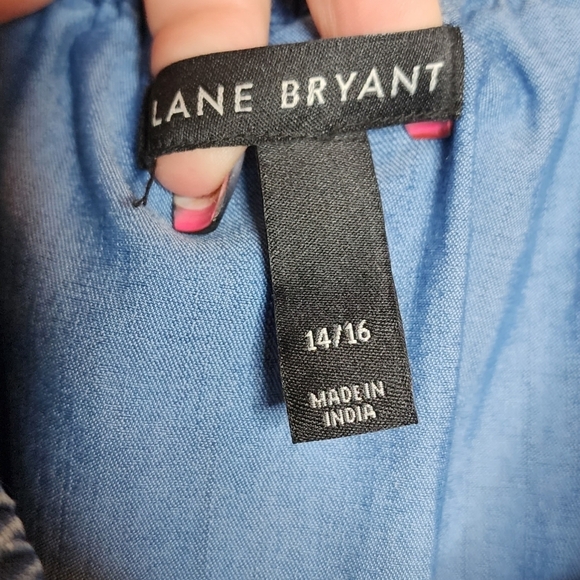 LANE BRYANT
14/16
MADE IN
INDIA